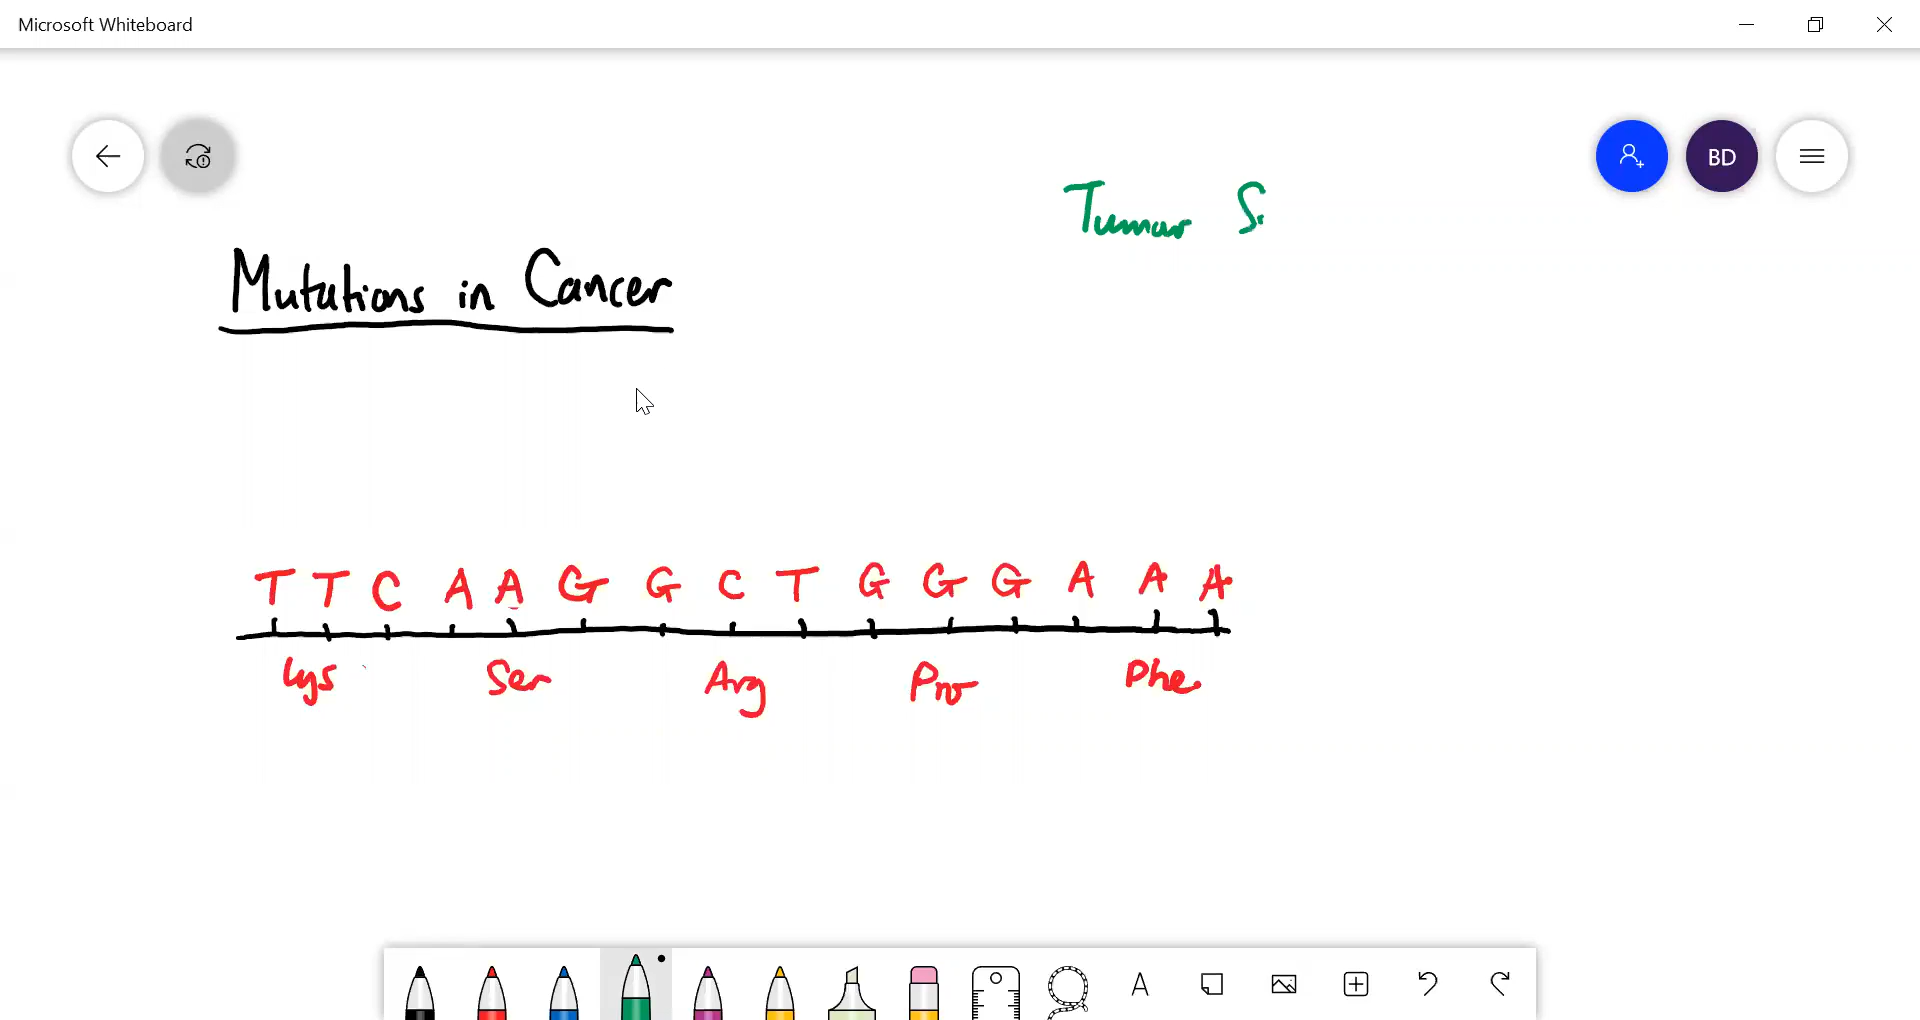 Microsoft Whiteboard
BD
Tumor S
Mutations in Cancer
T T C A A G G C T G G G A A A
Lys Ser Arg Pro Phe
A